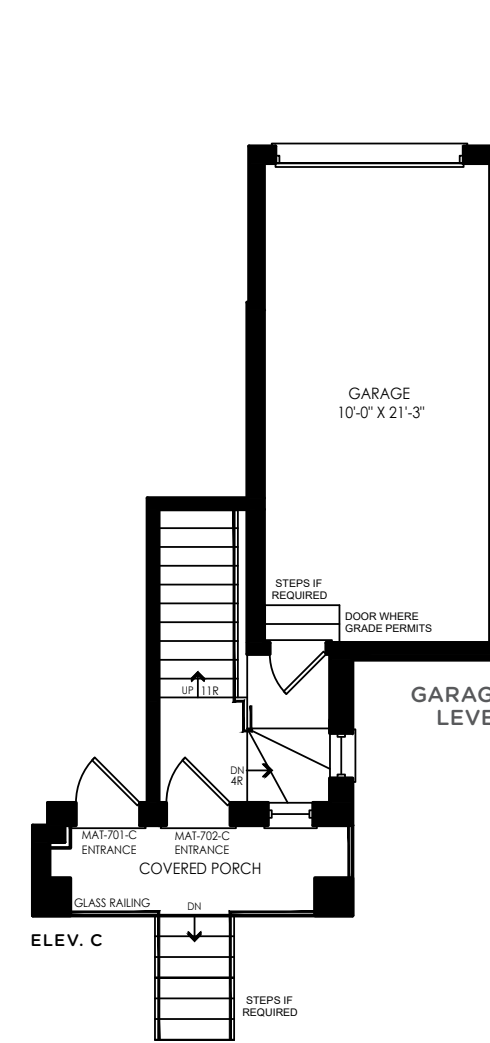 GARAGE
10'-0" X 21'-3"
STEPS IF
REQUIRED
DOOR WHERE
GRADE PERMITS
UP 11R
GARAG
LEVE
DN
4R
MAT-701-C
ENTRANCE
MAT-702-C
ENTRANCE
COVERED PORCH
GLASS RAILING
DN
ELEV. C
STEPS IF
REQUIRED